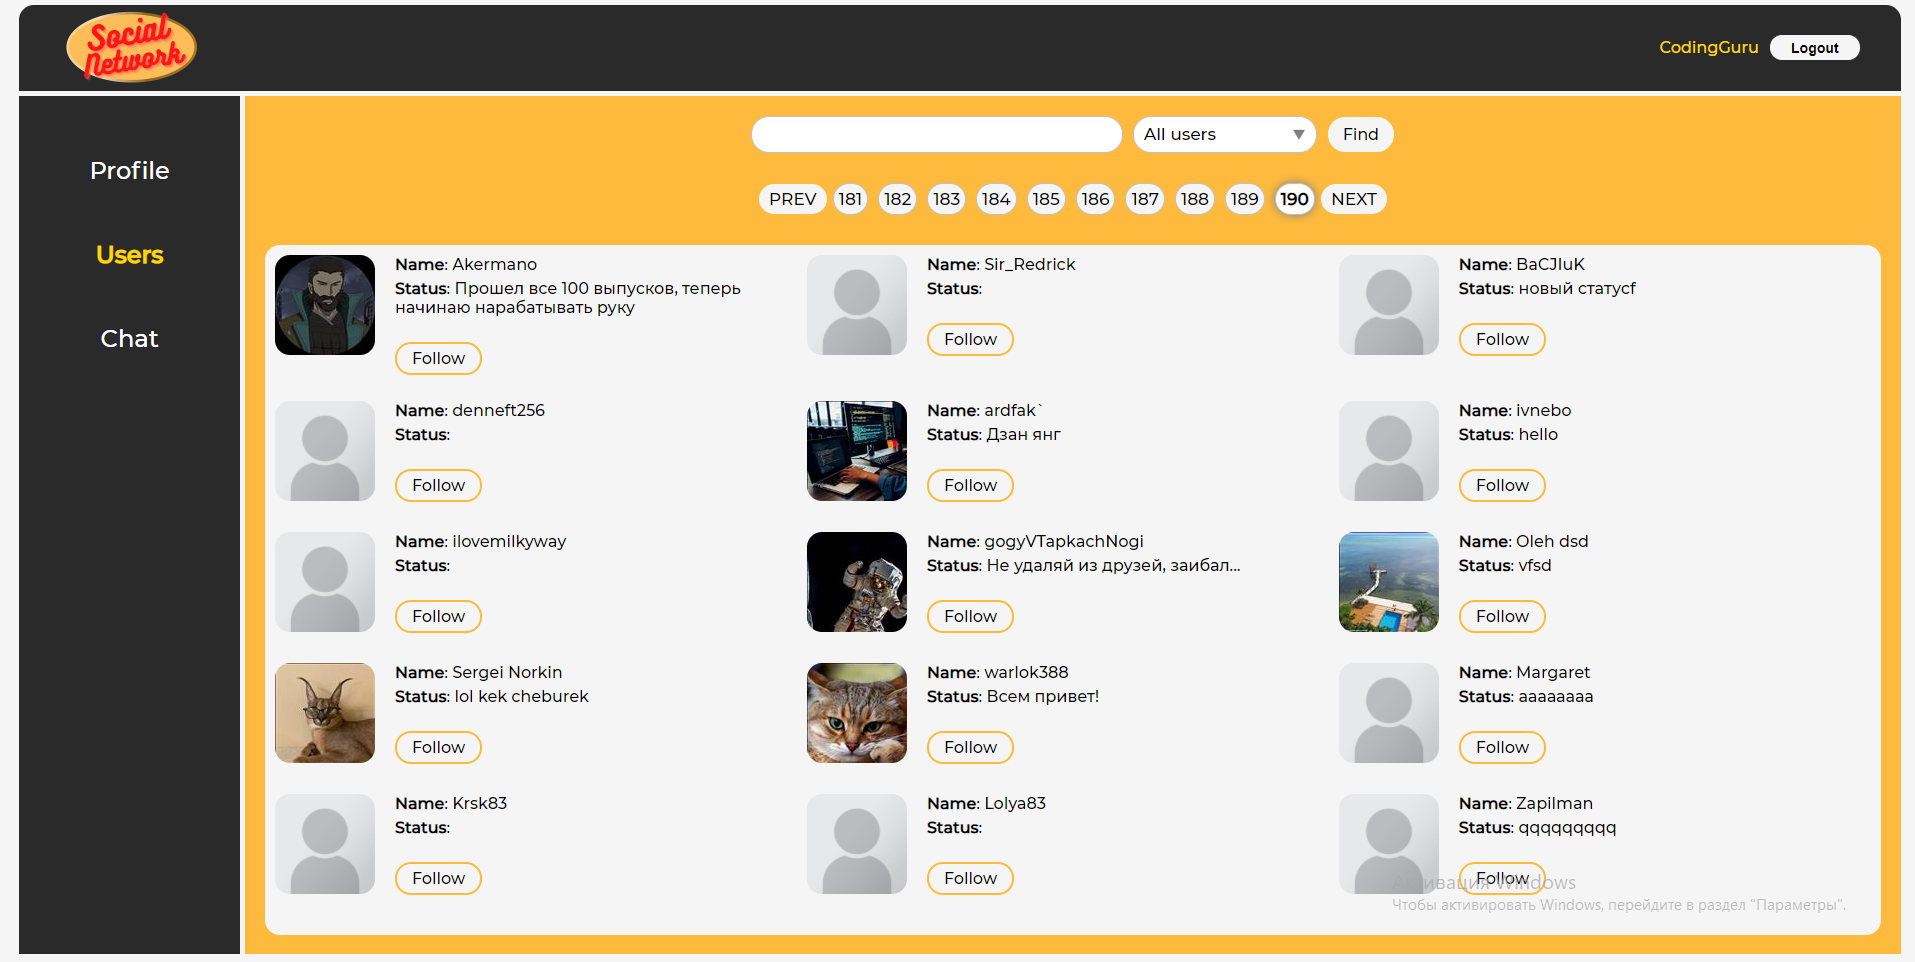 Social
Network
CodingGuru Logout
Profile
Users
Chat
All users ▼ Find
PREV 181 182 183 184 185 186 187 188 189 190 NEXT
Name: Akermano
Status: Прошел все 100 выпусков, теперь
начинаю нарабатывать руку
Follow
Name: Sir_Redrick
Status:
Follow
Name: BaCJIuK
Status: новый статусf
Follow
Name: denneft256
Status:
Follow
Name: ardfak`
Status: Дзан янг
Follow
Name: ivnebo
Status: hello
Follow
Name: ilovemilkyway
Status:
Follow
Name: gogyVTapkachNogi
Status: Не удаляй из друзей, заибал...
Follow
Name: Oleh dsd
Status: vfsd
Follow
Name: Sergei Norkin
Status: lol kek cheburek
Follow
Name: warlok388
Status: Всем привет!
Follow
Name: Margaret
Status: aaaaaaaa
Follow
Name: Krsk83
Status:
Follow
Name: Lolya83
Status:
Follow
Name: Zapilman
Status: qqqqqqqqq
Follow
Активация Windows
Чтобы активировать Windows, перейдите в раздел "Параметры".